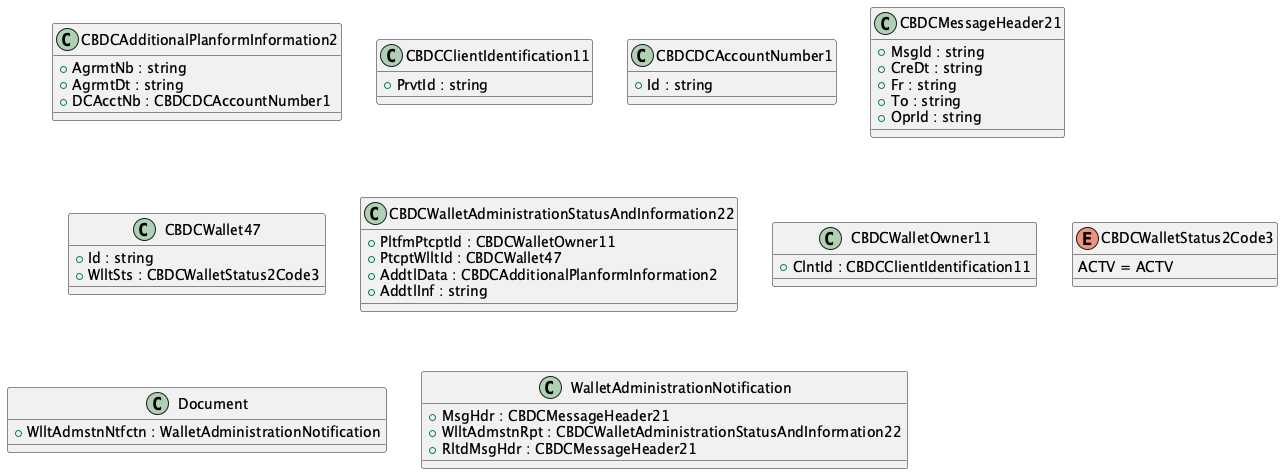 C CBDCAdditionalPlanformInformation2
AgrmtNb : string
AgrmtDt : string
DCAcctNb : CBDCDCAccountNumber1
C CBDCClientIdentification11
PrvtId : string
C CBDCDCAccountNumber1
Id : string
C CBDCMessageHeader21
MsgId : string
CreDt : string
Fr : string
To : string
OprId : string
C CBDCWallet47
Id : string
WlltSts : CBDCWalletStatus2Code3
C CBDCWalletAdministrationStatusAndInformation22
PltfmPtcptId : CBDCWalletOwner11
PtcptWlltId : CBDCWallet47
AddtlData : CBDCAdditionalPlanformInformation2
AddtlInf : string
C CBDCWalletOwner11
ClntId : CBDCClientIdentification11
E CBDCWalletStatus2Code3
ACTV = ACTV
C Document
WlltAdmstnNtfctn : WalletAdministrationNotification
C WalletAdministrationNotification
MsgHdr : CBDCMessageHeader21
WlltAdmstnRpt : CBDCWalletAdministrationStatusAndInformation22
RltdMsgHdr : CBDCMessageHeader21